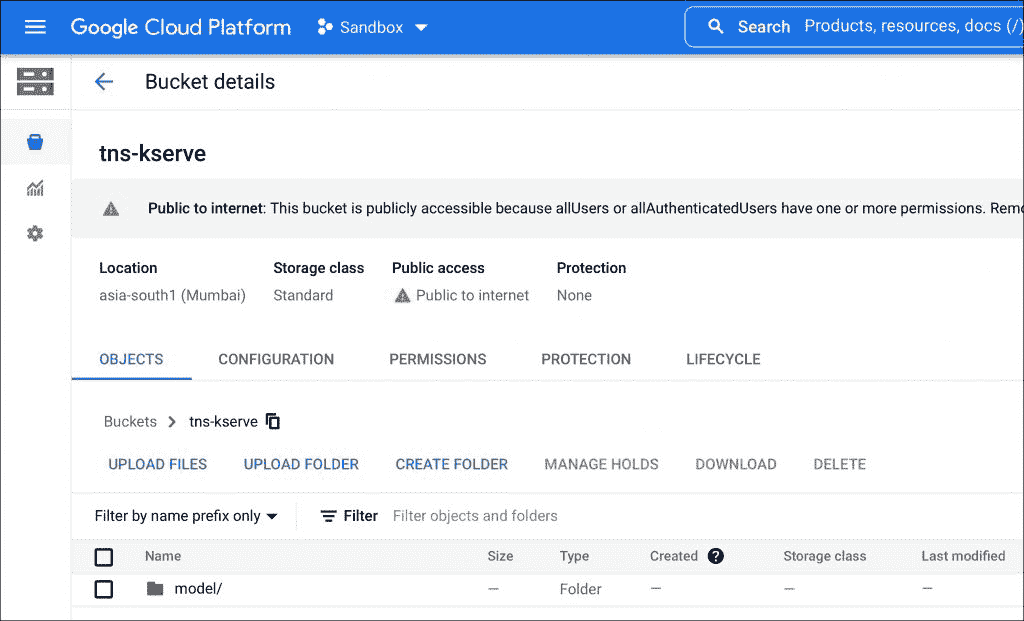 Google Cloud Platform Sandbox Search Products, resources, docs (/)
Bucket details
tns-kserve
Public to internet: This bucket is publicly accessible because allUsers or allAuthenticatedUsers have one or more permissions. Remo
Location Storage class Public access Protection
asia-south1 (Mumbai) Standard Public to internet None
OBJECTS CONFIGURATION PERMISSIONS PROTECTION LIFECYCLE
Buckets > tns-kserve
UPLOAD FILES UPLOAD FOLDER CREATE FOLDER MANAGE HOLDS DOWNLOAD DELETE
Filter by name prefix only Filter Filter objects and folders
Name Size Type Created ? Storage class Last modified
model/ — Folder — — —